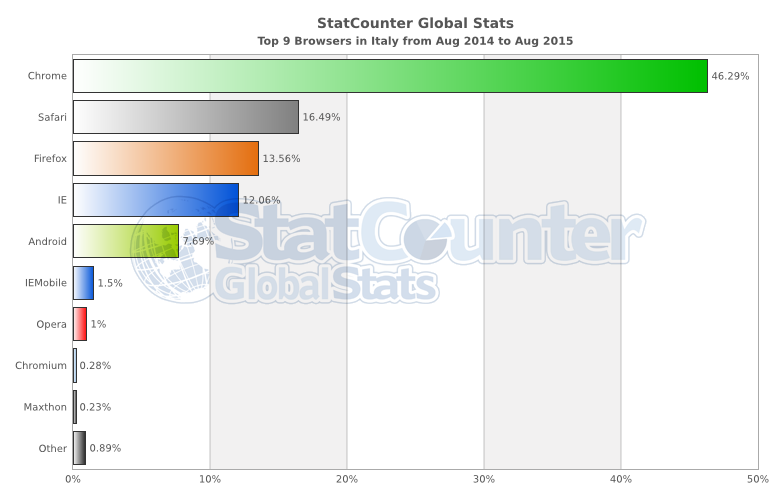 StatCounter Global Stats
Top 9 Browsers in Italy from Aug 2014 to Aug 2015
Chrome 46.29%
Safari 16.49%
Firefox 13.56%
IE 12.06%
StatCounter
Android 7.69%
GlobalStats
IEMobile 1.5%
Opera 1%
Chromium 0.28%
Maxthon 0.23%
Other 0.89%
0% 10% 20% 30% 40% 50%